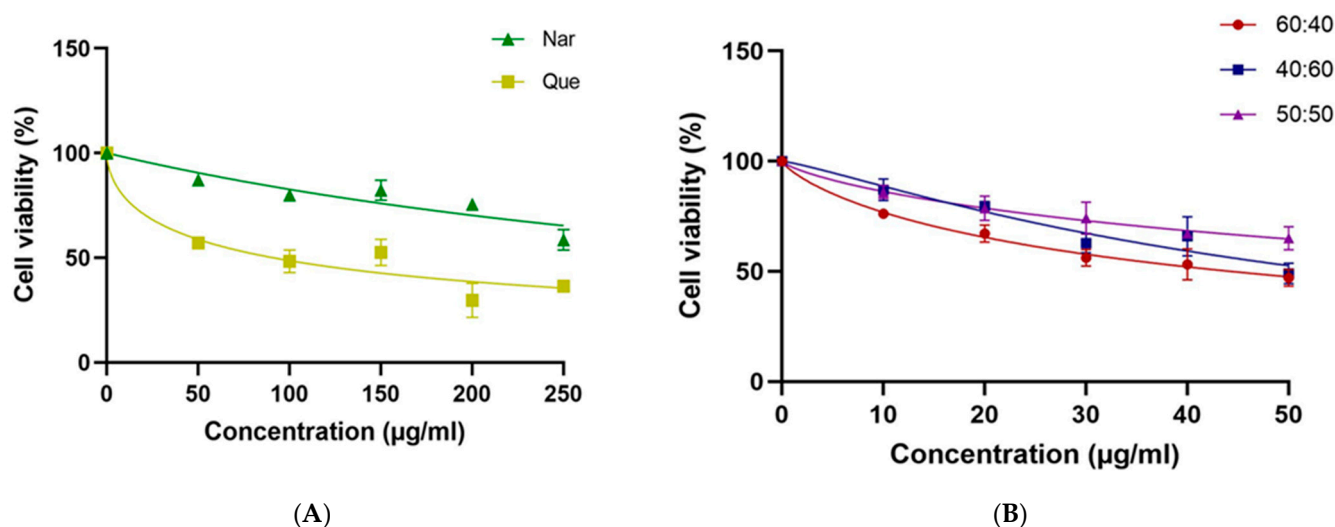 Nar
Que
150
100
50
0
Cell viability (%)
0 50 100 150 200 250
Concentration (µg/ml)
(A)
60:40
40:60
50:50
150
100
50
0
Cell viability (%)
0 10 20 30 40 50
Concentration (µg/ml)
(B)